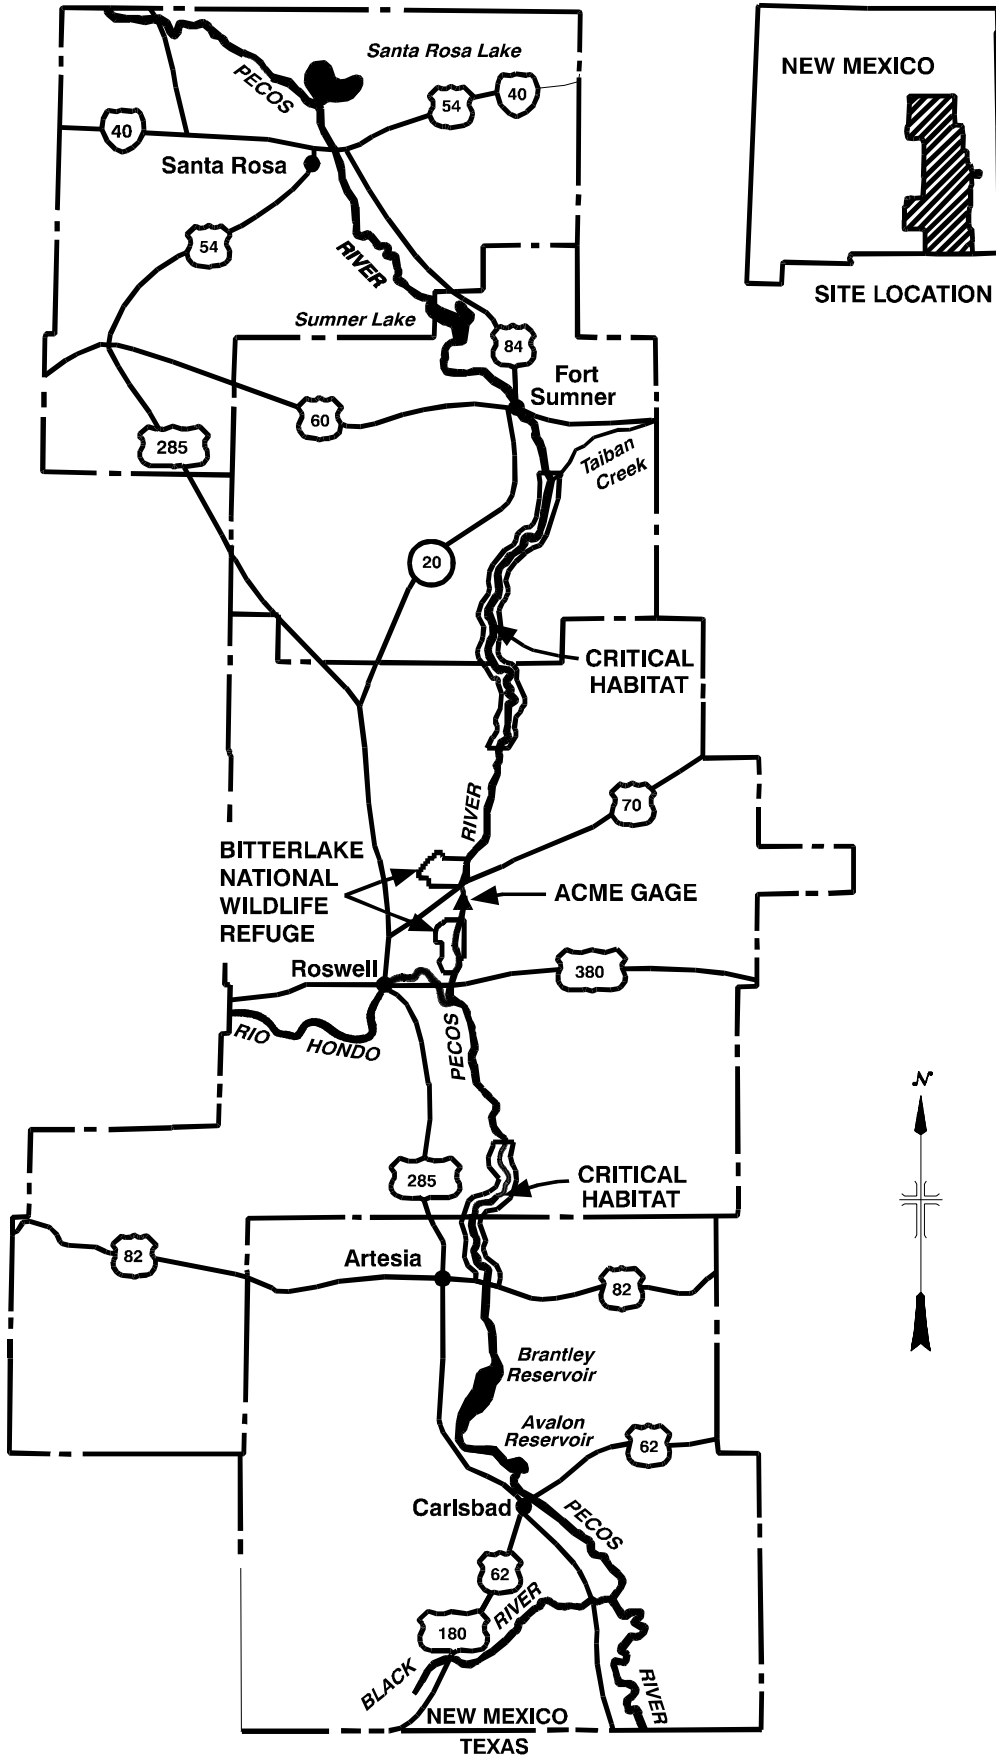 Santa Rosa Lake
NEW MEXICO
PECOS
54
40
40
Santa Rosa
54
RIVER
SITE LOCATION
Sumner Lake
84
Fort
Sumner
60
285
Taiban
Creek
20
CRITICAL
HABITAT
RIVER
70
BITTERLAKE
NATIONAL
WILDLIFE
REFUGE
ACME GAGE
Roswell
380
RIO HONDO
PECOS
N
285
CRITICAL
HABITAT
82
Artesia
82
Brantley
Reservoir
Avalon
Reservoir
62
Carlsbad
PECOS
62
RIVER
180
BLACK
RIVER
NEW MEXICO
TEXAS